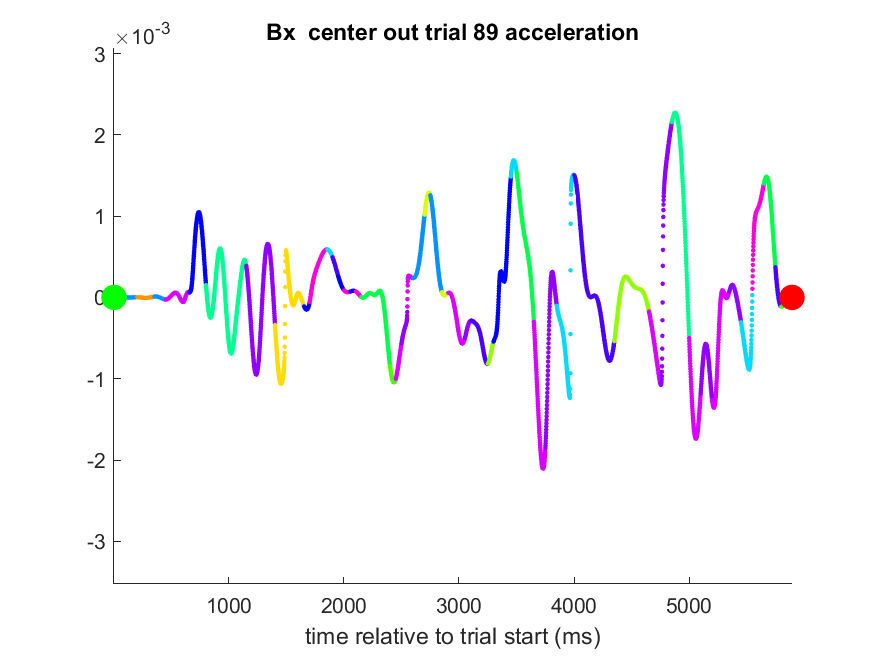 Bx  center out trial 89 acceleration
×10-3
3
2
1
0
-1
-2
-3
1000 2000 3000 4000 5000
time relative to trial start (ms)